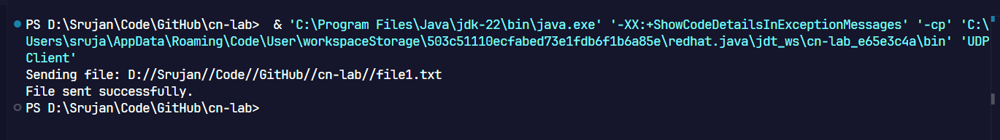 PS D:\Srujan\Code\GitHub\cn-lab>  & 'C:\Program Files\Java\jdk-22\bin\java.exe' '-XX:+ShowCodeDetailsInExceptionMessages' '-cp' 'C:\
Users\sruja\AppData\Roaming\Code\User\workspaceStorage\503c51110ecfabed73e1fdb6f1b6a85e\redhat.java\jdt_ws\cn-lab_e65e3c4a\bin' 'UDP
Client'
Sending file: D://Srujan//Code//GitHub//cn-lab//file1.txt
File sent successfully.
PS D:\Srujan\Code\GitHub\cn-lab>